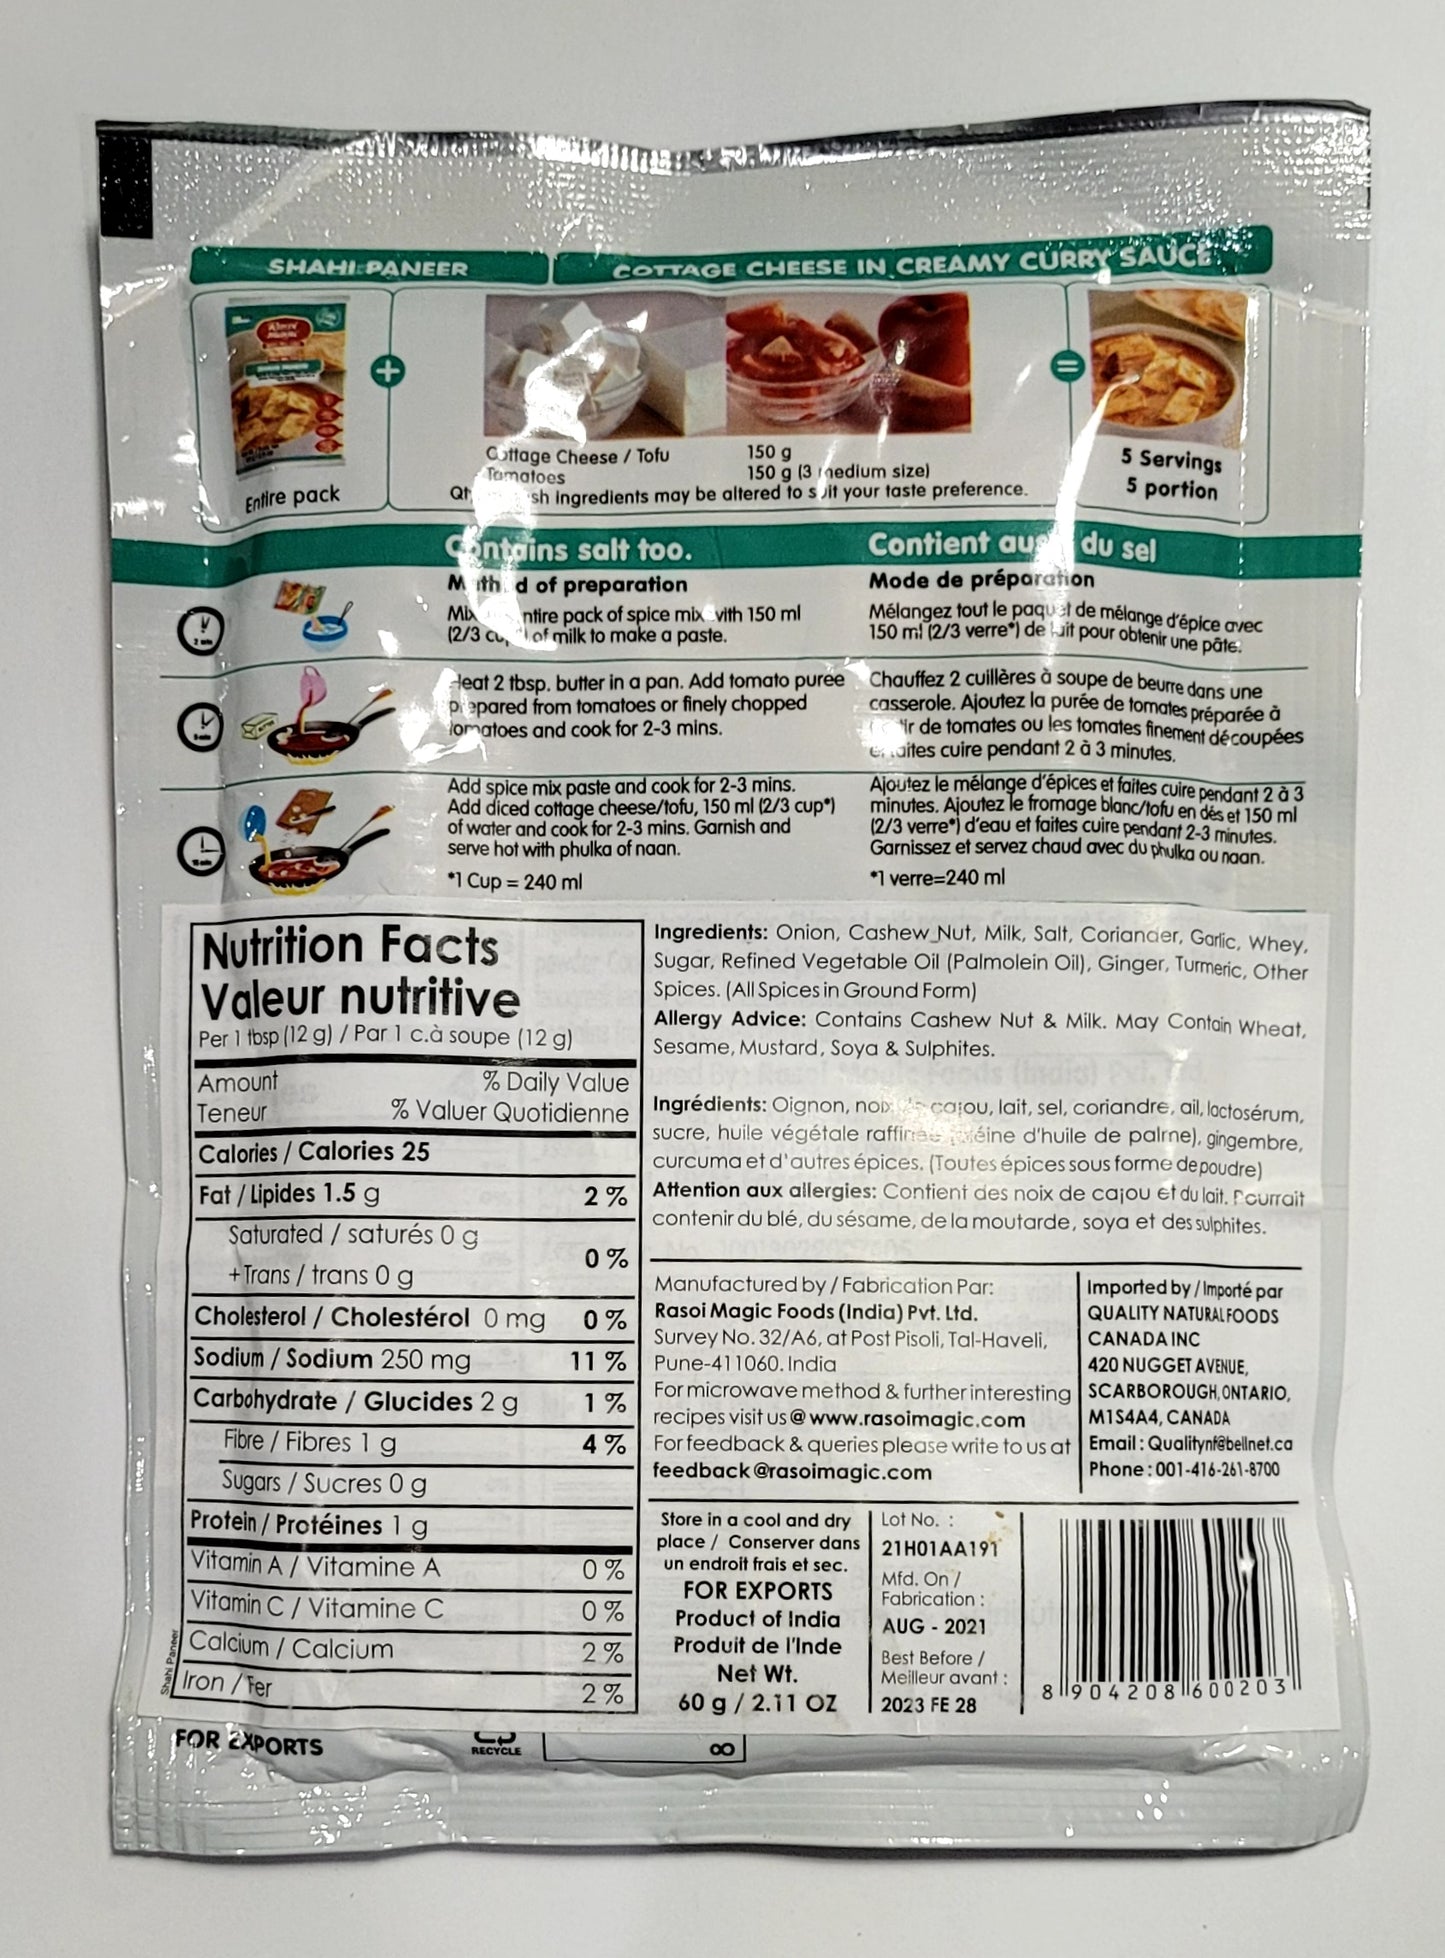 SHAHI PANEER
COTTAGE CHEESE IN CREAMY CURRY SAUCE
Entire pack
+
Cottage Cheese / Tofu 150 g
Tomatoes 150 g (3 medium size)
ingredients may be altered to suit your taste preference.
=
5 Servings
5 portion
Contains salt too.
Method of preparation
Mix entire pack of spice mix with 150 ml
(2/3 cup*) of milk to make a paste.
Heat 2 tbsp. butter in a pan. Add tomato puree
prepared from tomatoes or finely chopped
tomatoes and cook for 2-3 mins.
Add spice mix paste and cook for 2-3 mins.
Add diced cottage cheese/tofu, 150 ml (2/3 cup*)
of water and cook for 2-3 mins. Garnish and
serve hot with phulka of naan.
*1 Cup = 240 ml
Contient du sel
Mode de préparation
Mélangez tout le paquet de mélange d'épice avec
150 ml (2/3 verre*) de lait pour obtenir une pâte.
Chauffez 2 cuillères à soupe de beurre dans une
casserole. Ajoutez la purée de tomates préparée à
de tomates ou les tomates finement découpées
et faites cuire pendant 2 à 3 minutes.
Ajoutez le mélange d'épices et faites cuire pendant 2 à 3
minutes. Ajoutez le fromage blanc/tofu en dés et 150 ml
(2/3 verre*) d'eau et faites cuire pendant 2-3 minutes.
Garnissez et servez chaud avec du phulka ou naan.
*1 verre=240 ml
Nutrition Facts
Valeur nutritive
Per 1 tbsp (12 g) / Par 1 c.à soupe (12 g)
Amount % Daily Value
Teneur % Valuer Quotidienne
Calories / Calories 25
Fat / Lipides 1.5 g 2 %
Saturated / saturés 0 g
+Trans / trans 0 g 0 %
Cholesterol / Cholestérol 0 mg 0 %
Sodium / Sodium 250 mg 11 %
Carbohydrate / Glucides 2 g 1 %
Fibre / Fibres 1 g 4 %
Sugars / Sucres 0 g
Protein / Protéines 1 g
Vitamin A / Vitamine A 0 %
Vitamin C / Vitamine C 0 %
Calcium / Calcium 2 %
Iron / Fer 2 %
Shahi Paneer
Ingredients: Onion, Cashew Nut, Milk, Salt, Coriander, Garlic, Whey,
Sugar, Refined Vegetable Oil (Palmolein Oil), Ginger, Turmeric, Other
Spices. (All Spices in Ground Form)
Allergy Advice: Contains Cashew Nut & Milk. May Contain Wheat,
Sesame, Mustard, Soya & Sulphites.
Ingrédients: Oignon, noix de cajou, lait, sel, coriandre, ail, lactosérum,
sucre, huile végétale d'huile de palme), gingembre,
curcuma et d'autres épices. (Toutes épices sous forme de poudre)
Attention aux allergies: Contient des noix de cajou et du lait. Pourrait
contenir du blé, du sésame, de la moutarde, soya et des sulphites.
Manufactured by / Fabrication Par:
Rasoi Magic Foods (India) Pvt. Ltd.
Survey No. 32/A6, at Post Pisoli, Tal-Haveli,
Pune-411060. India
For microwave method & further interesting
recipes visit us @ www.rasoimagic.com
For feedback & queries please write to us at
feedback@rasoimagic.com
Imported by / Importé par
QUALITY NATURAL FOODS
CANADA INC
420 NUGGET AVENUE,
SCARBOROUGH, ONTARIO,
M1S4A4, CANADA
Email : Qualitynf@bellnet.ca
Phone : 001-416-261-8700
Store in a cool and dry
place / Conserver dans
un endroit frais et sec.
FOR EXPORTS
Product of India
Produit de l'Inde
Net Wt.
60 g / 2.11 OZ
Lot No. :
21H01AA191
Mfd. On /
Fabrication :
AUG - 2021
Best Before /
Meilleur avant :
2023 FE 28
8 904208 600203
FOR EXPORTS
RECYCLE
8